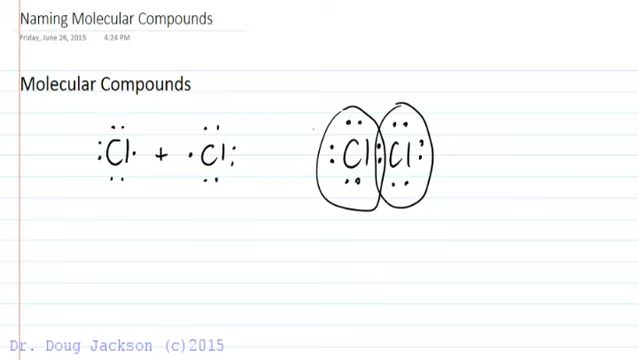 Naming Molecular Compounds
Friday, June 26, 2015 4:24 PM
Molecular Compounds
:Cl· + ·Cl: :Cl:Cl:
Dr. Doug Jackson (c)2015